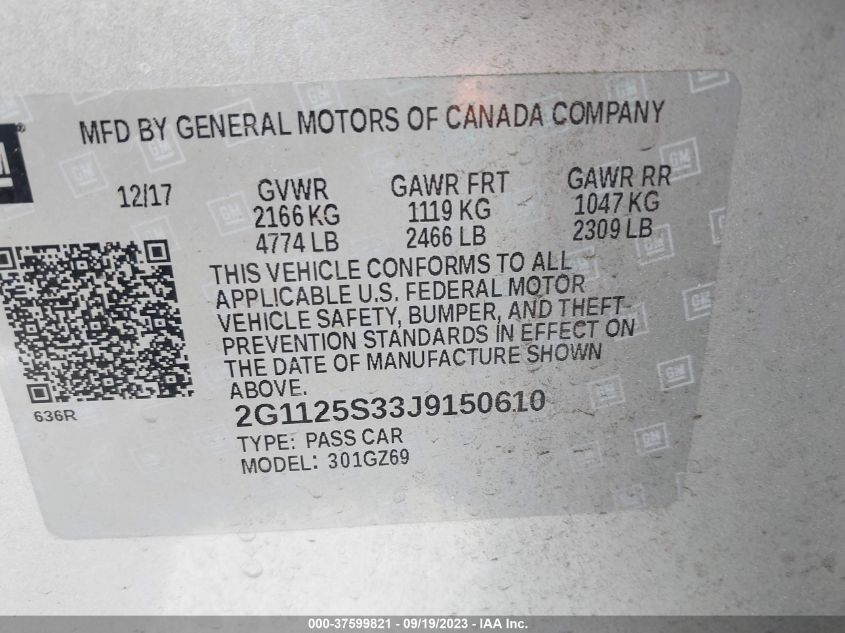 MFD BY GENERAL MOTORS OF CANADA COMPANY
12/17 GVWR GAWR FRT GAWR RR
2166 KG 1119 KG 1047 KG
4774 LB 2466 LB 2309 LB
THIS VEHICLE CONFORMS TO ALL
APPLICABLE U.S. FEDERAL MOTOR
VEHICLE SAFETY, BUMPER, AND THEFT
PREVENTION STANDARDS IN EFFECT ON
THE DATE OF MANUFACTURE SHOWN
ABOVE.
636R
2G1125S33J9150610
TYPE: PASS CAR
MODEL: 301GZ69
000-37599821 - 09/19/2023 - IAA Inc.